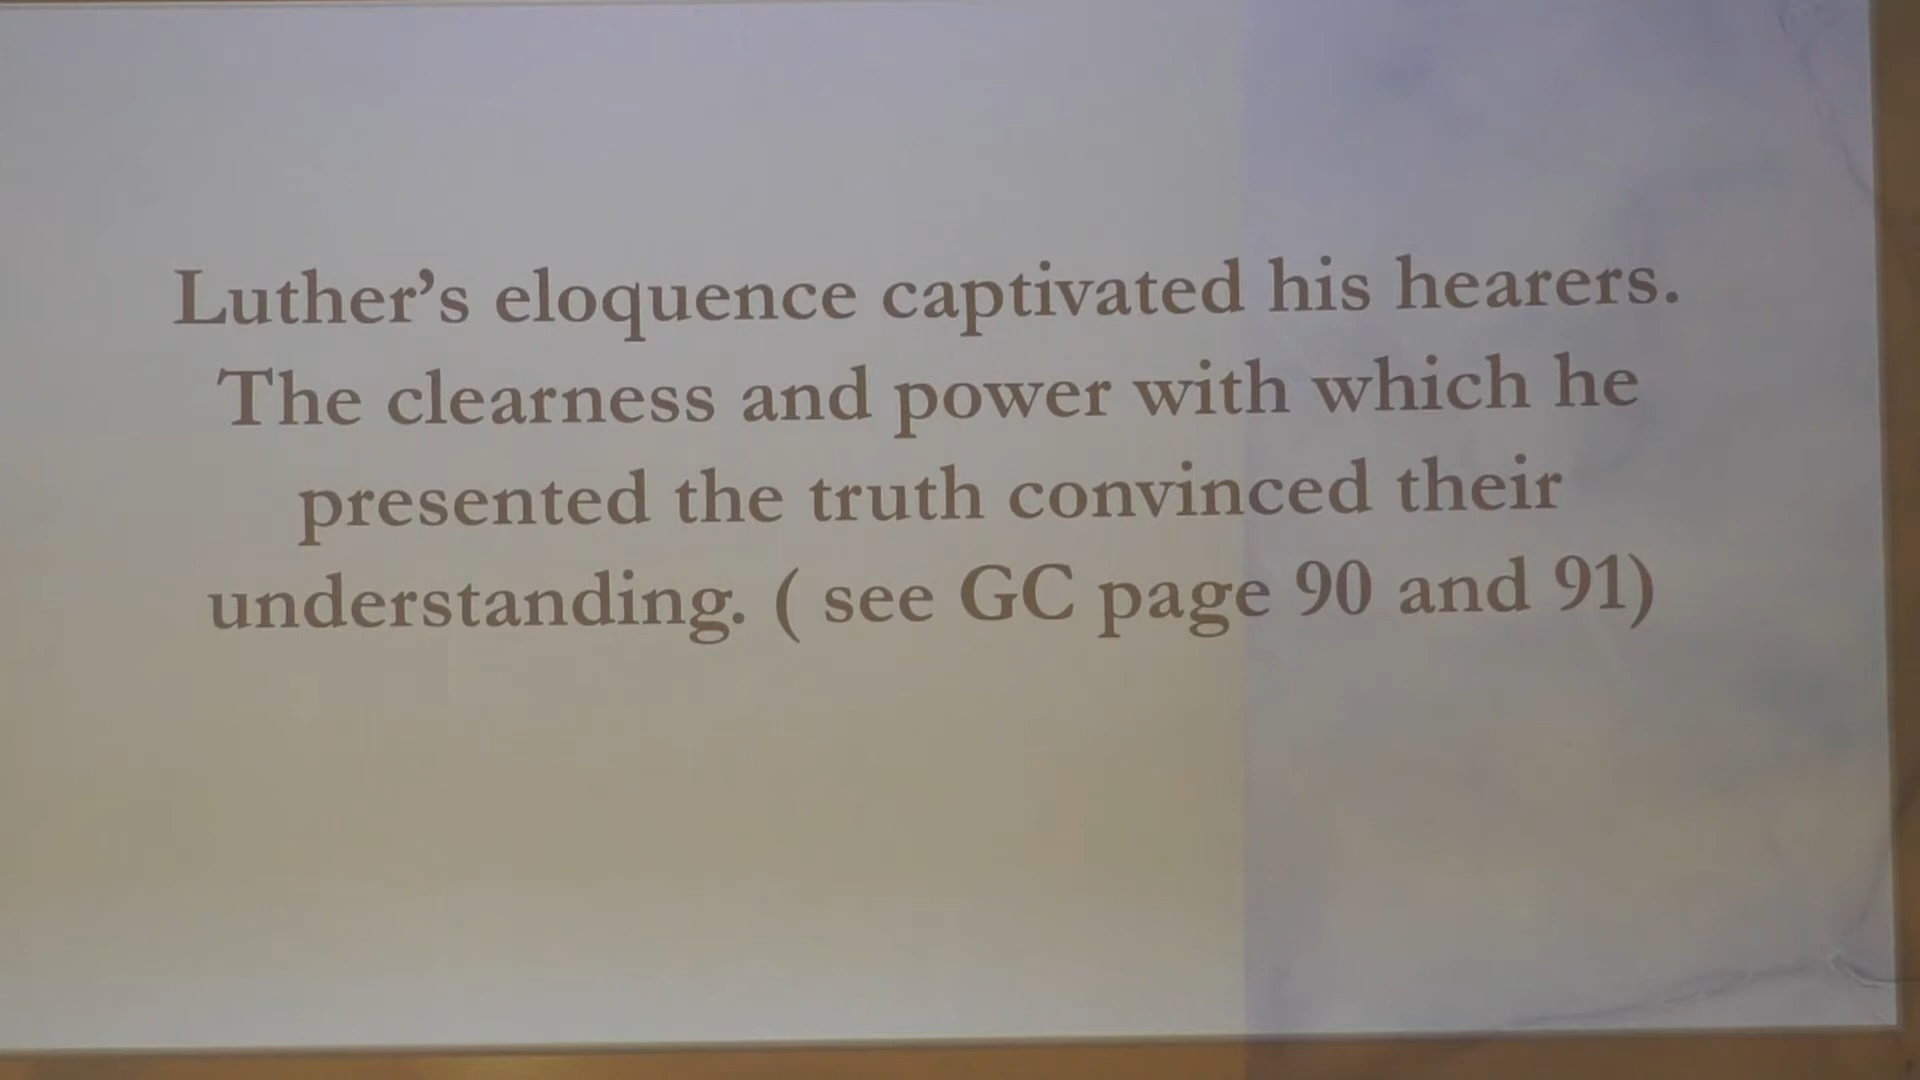 Luther’s eloquence captivated his hearers.
The clearness and power with which he
presented the truth convinced their
understanding. ( see GC page 90 and 91)